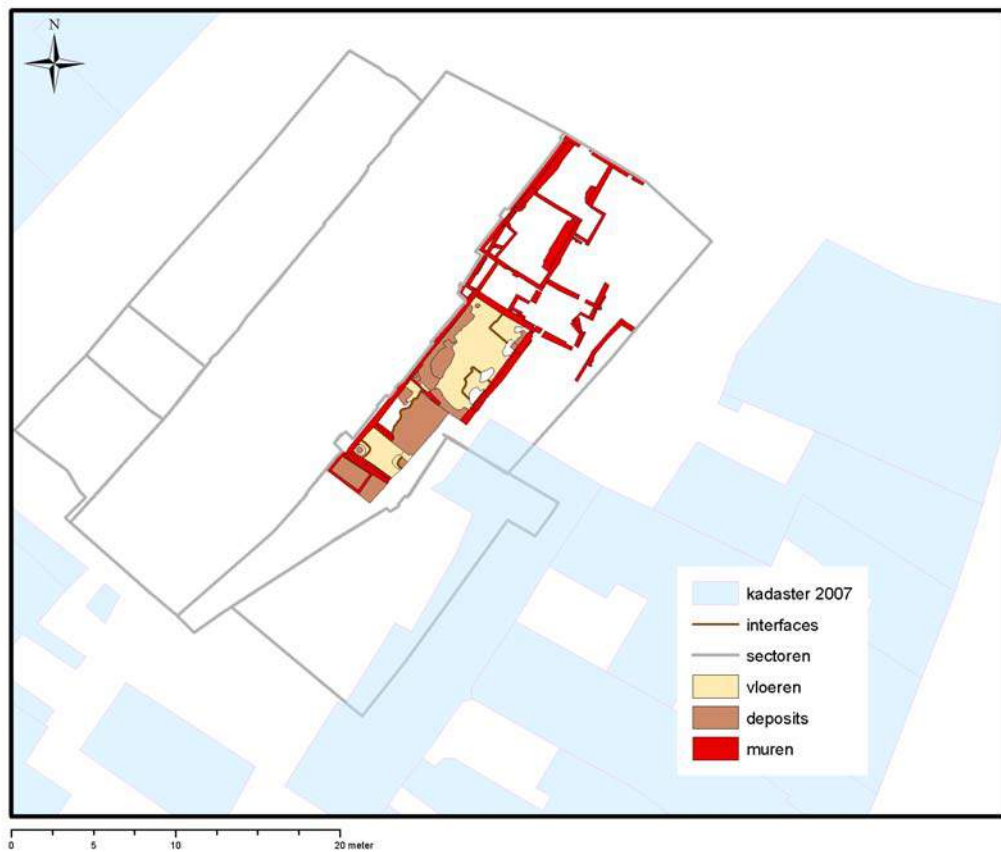 N
kadaster 2007
interfaces
sectoren
vloeren
deposits
muren
0 5 10 20 meter